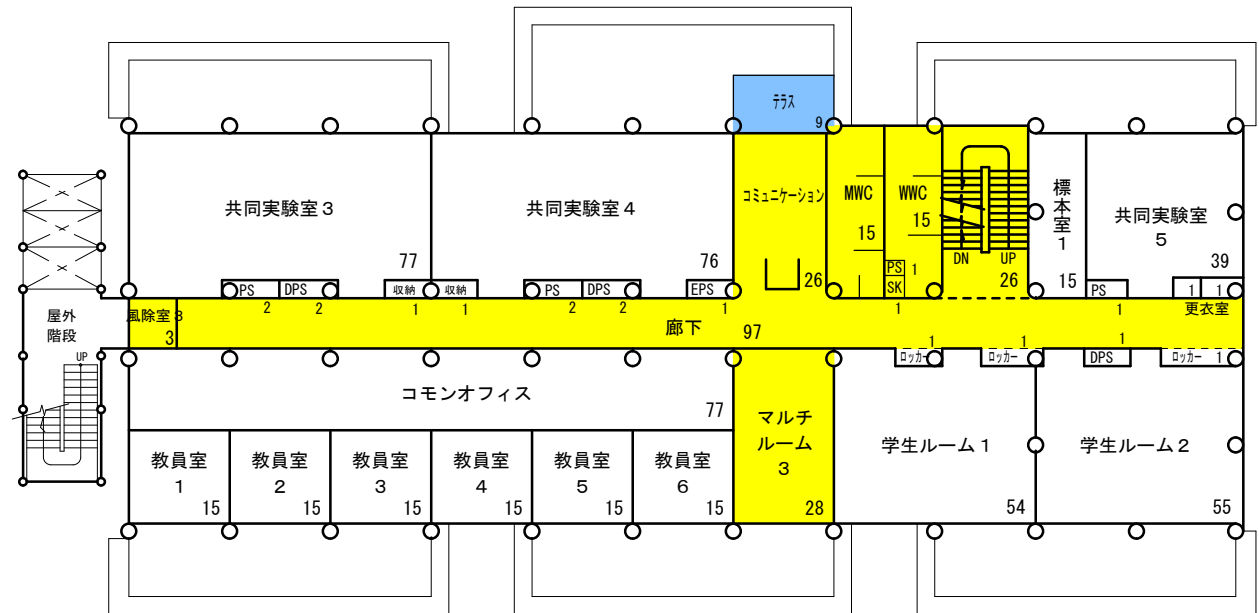 テラス
9
共同実験室３
77
共同実験室４
76
コミュニケーション
26
MWC
15
WWC
15
PS
1
SK
1
DN
UP
26
標本室１
15
共同実験室
５
39
PS
2
DPS
2
収納
1
収納
1
PS
2
DPS
2
EPS
1
PS
1
1
1
更衣室
屋外
階段
UP
風除室３
3
廊下
97
ロッカー
1
ロッカー
1
DPS
1
ロッカー
1
コモンオフィス
77
マルチ
ルーム
３
28
学生ルーム１
54
学生ルーム２
55
教員室
１
15
教員室
２
15
教員室
３
15
教員室
４
15
教員室
５
15
教員室
６
15